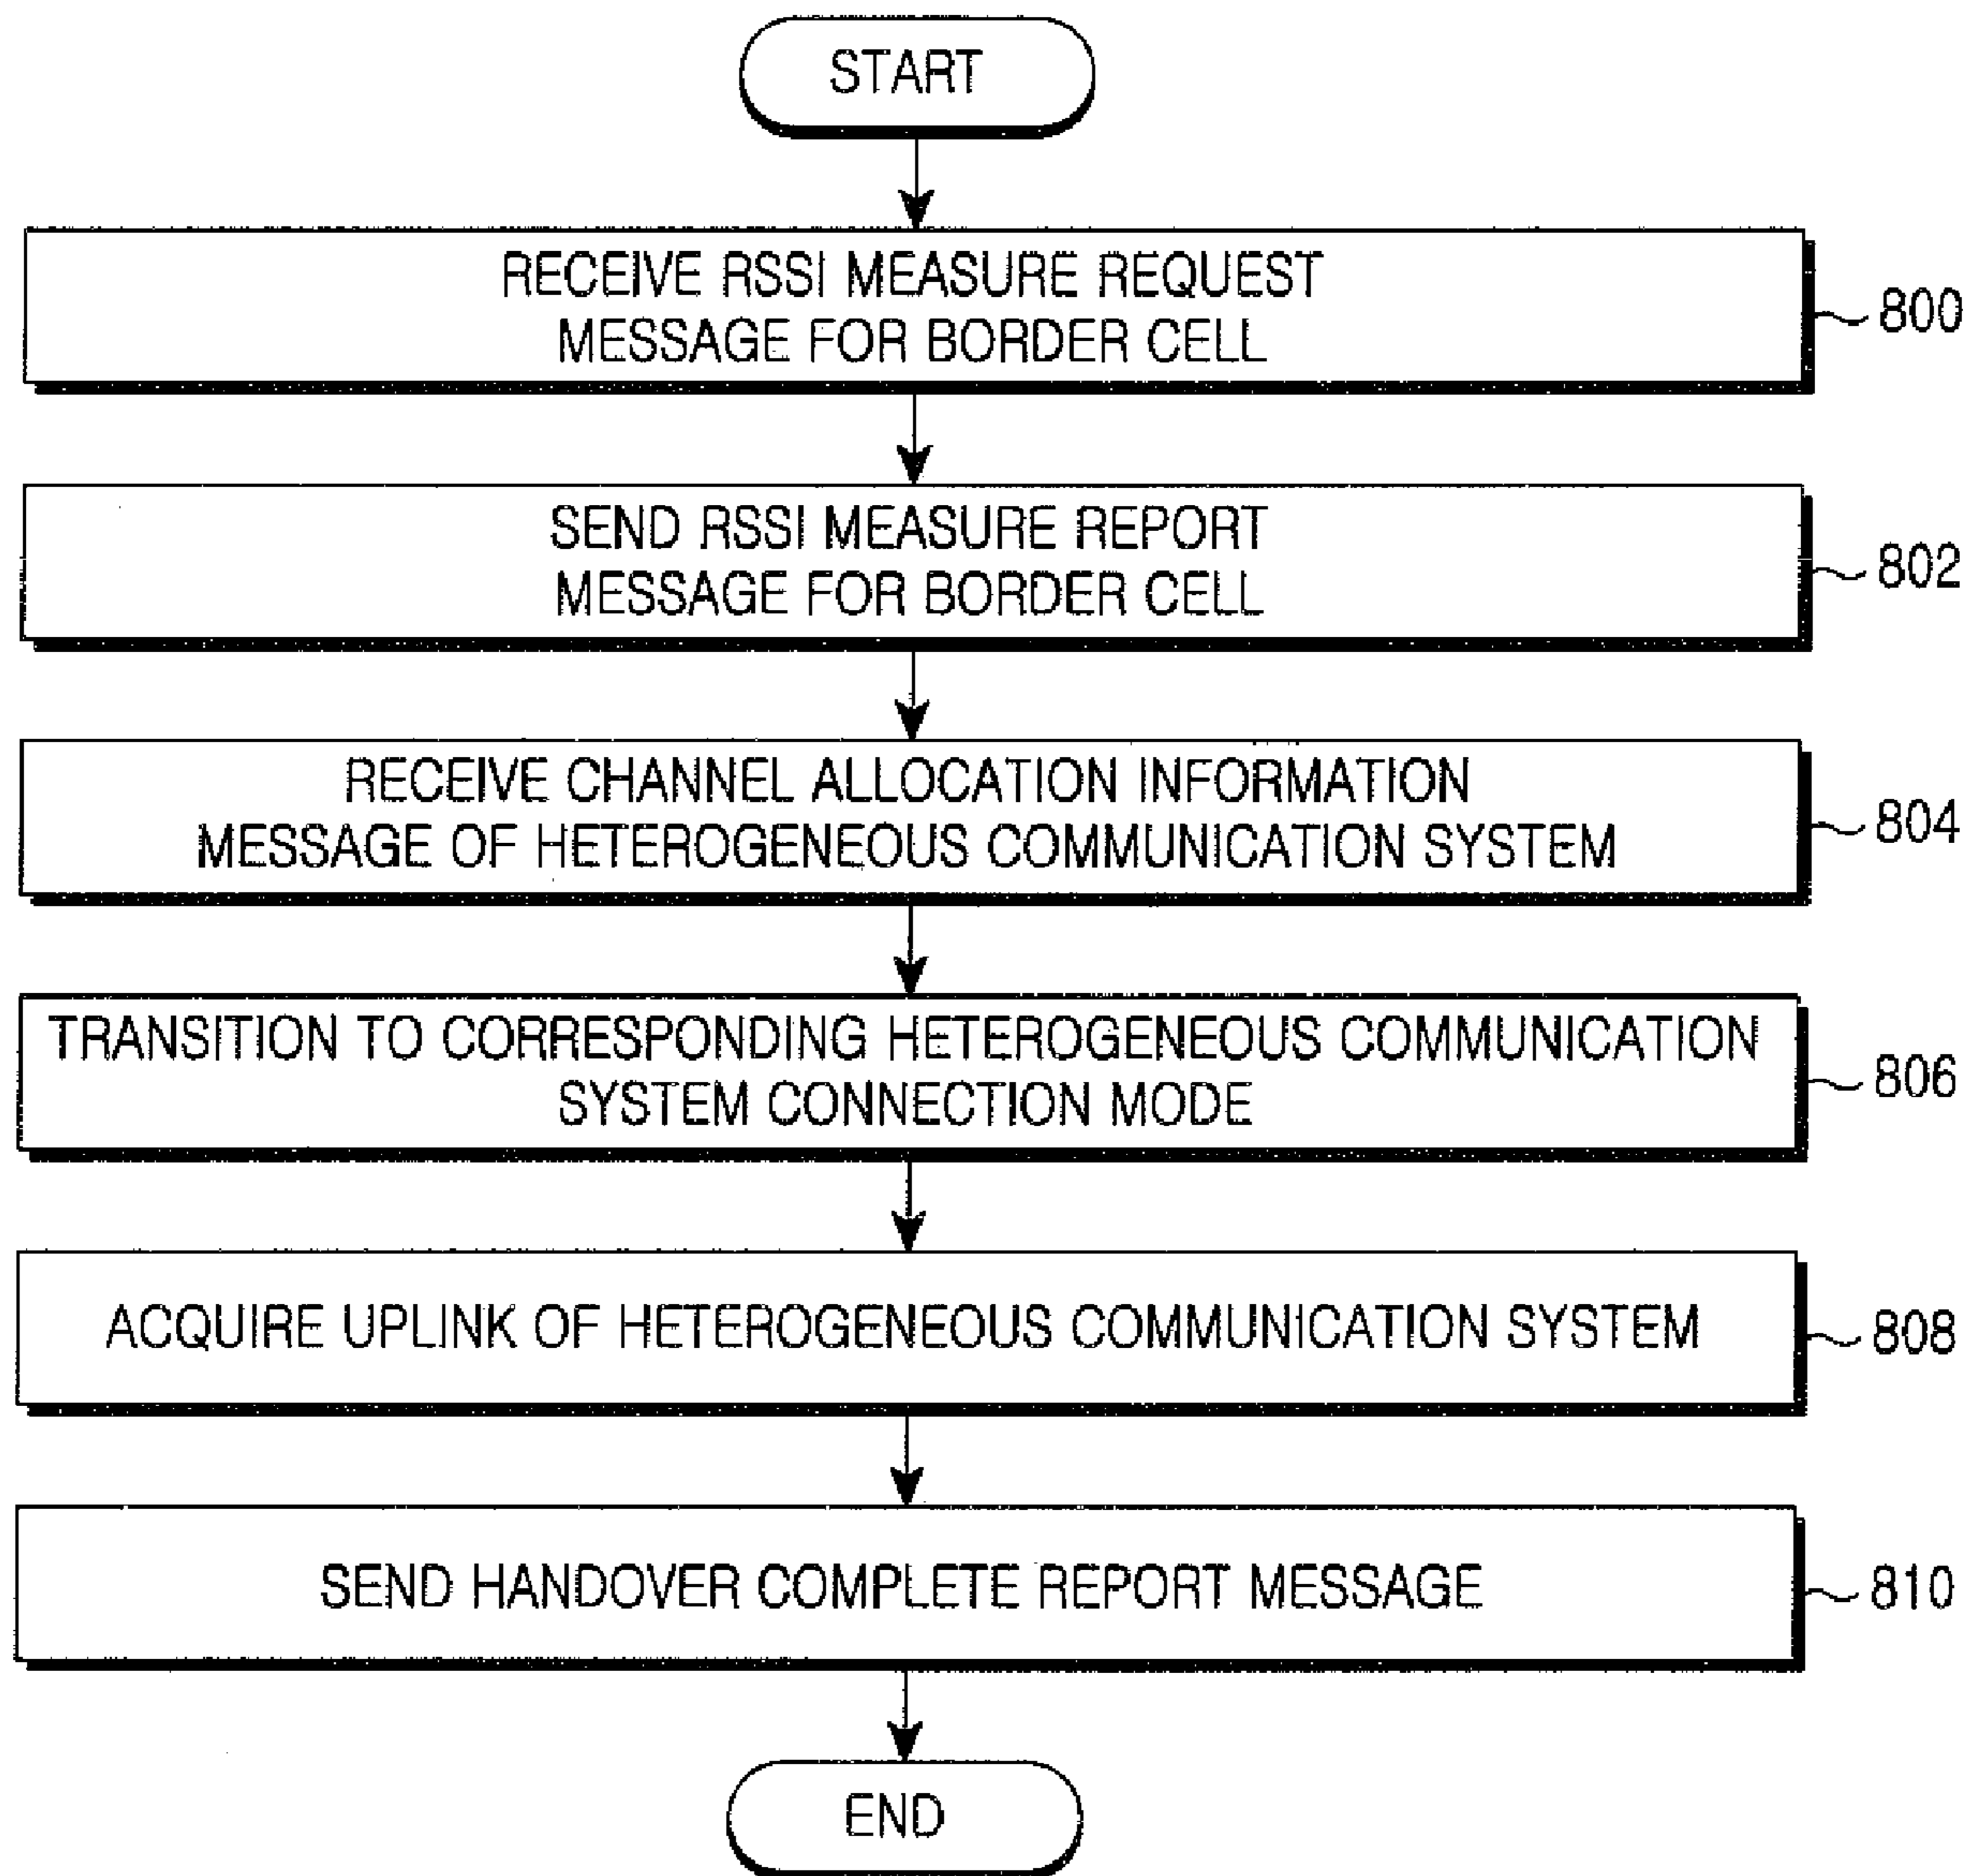 START
RECEIVE RSSI MEASURE REQUEST
MESSAGE FOR BORDER CELL
800
SEND RSSI MEASURE REPORT
MESSAGE FOR BORDER CELL
802
RECEIVE CHANNEL ALLOCATION INFORMATION
MESSAGE OF HETEROGENEOUS COMMUNICATION SYSTEM
804
TRANSITION TO CORRESPONDING HETEROGENEOUS COMMUNICATION
SYSTEM CONNECTION MODE
806
ACQUIRE UPLINK OF HETEROGENEOUS COMMUNICATION SYSTEM
808
SEND HANDOVER COMPLETE REPORT MESSAGE
810
END